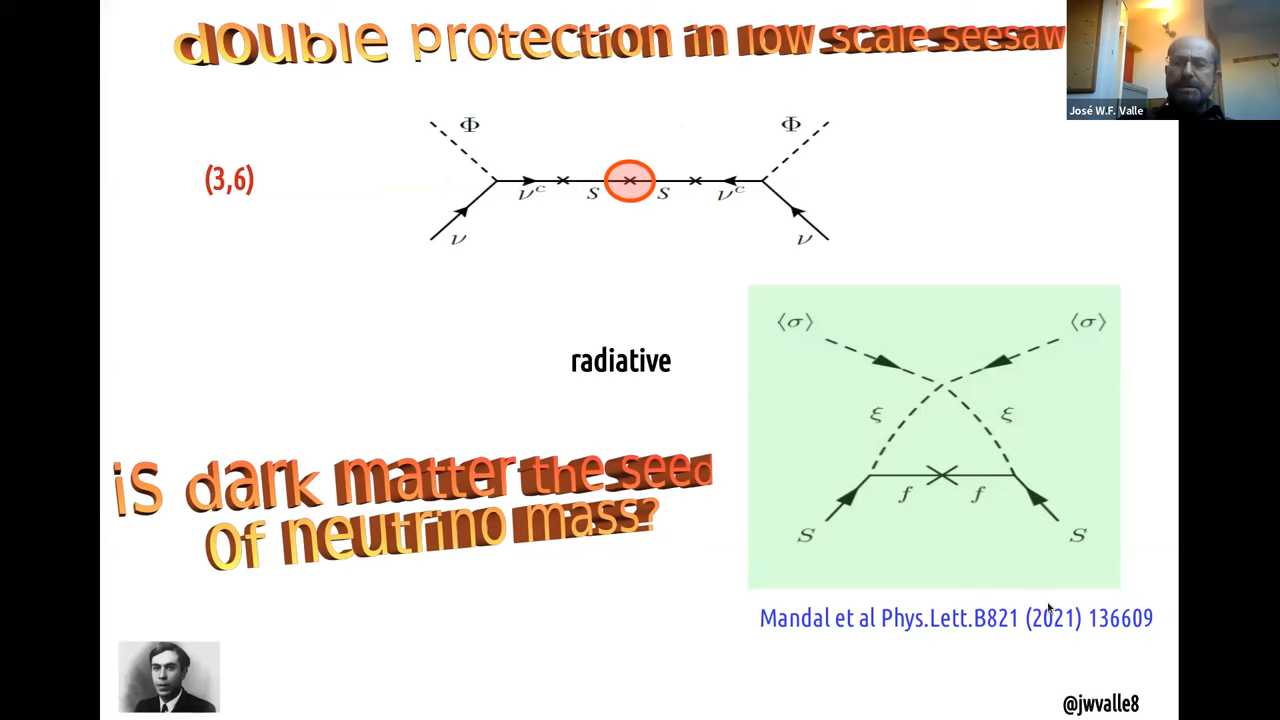 double protection in low scale seesaw
José W.F. Valle
Φ Φ
(3,6)
ν^c S S ν^c
ν ν
⟨σ⟩ ⟨σ⟩
radiative
ξ ξ
is dark matter the seed
of neutrino mass?
f f
S S
Mandal et al Phys.Lett.B821 (2021) 136609
@jwvalle8